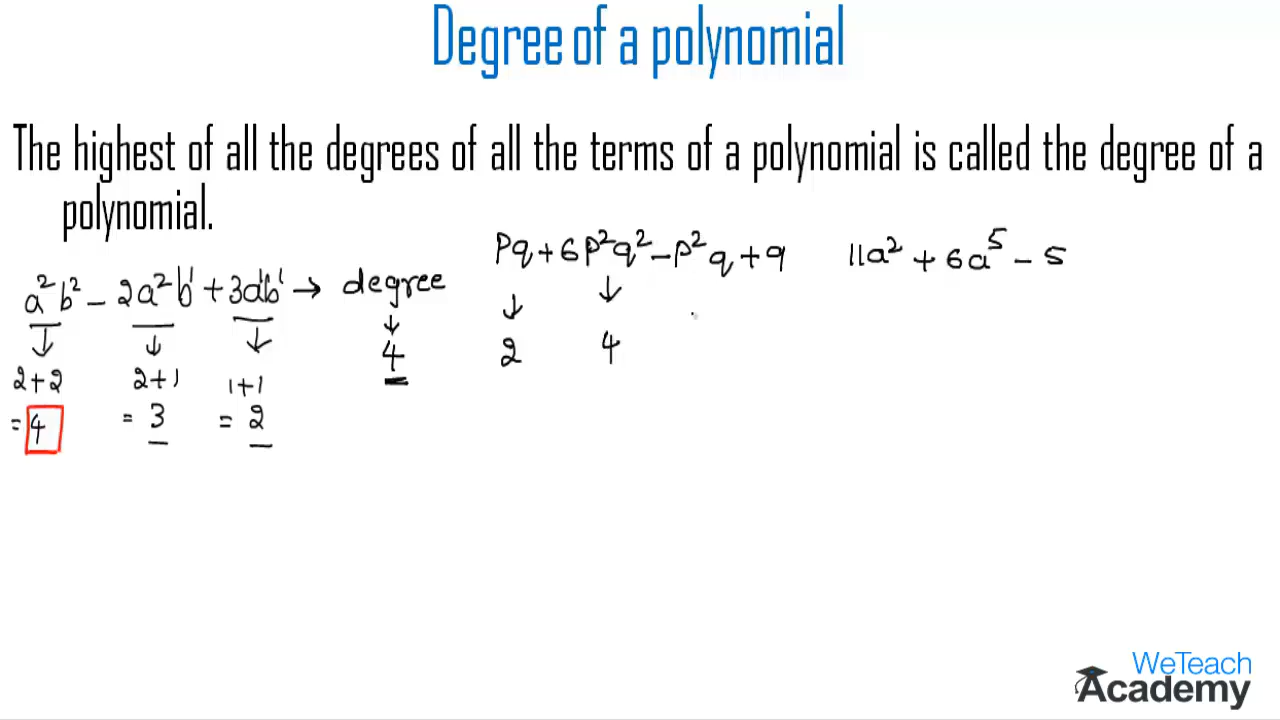 Degree of a polynomial
The highest of all the degrees of all the terms of a polynomial is called the degree of a
polynomial.
a²b² - 2a²b¹ + 3a¹b¹ → degree
↓ ↓ ↓ ↓
2+2 2+1 1+1 4
= 4 = 3 = 2
pq + 6p²q² - p²q + 9
↓ ↓
2 4
11a² + 6a⁵ - 5
WeTeach
Academy